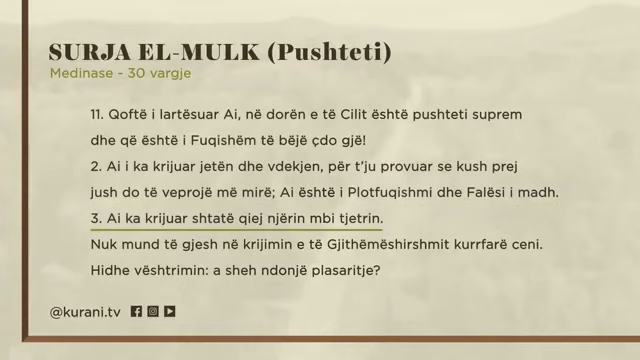 SURJA EL-MULK (Pushteti)
Medinase - 30 vargje
11. Qoftë i lartësuar Ai, në dorën e të Cilit është pushteti suprem
dhe që është i Fuqishëm të bëjë çdo gjë!
2. Ai i ka krijuar jetën dhe vdekjen, për t’ju provuar se kush prej
jush do të veprojë më mirë; Ai është i Plotfuqishmi dhe Falësi i madh.
3. Ai ka krijuar shtatë qiej njërin mbi tjetrin.
Nuk mund të gjesh në krijimin e të Gjithëmëshirshmit kurrfarë ceni.
Hidhe vështrimin: a sheh ndonjë plasaritje?
@kurani.tv